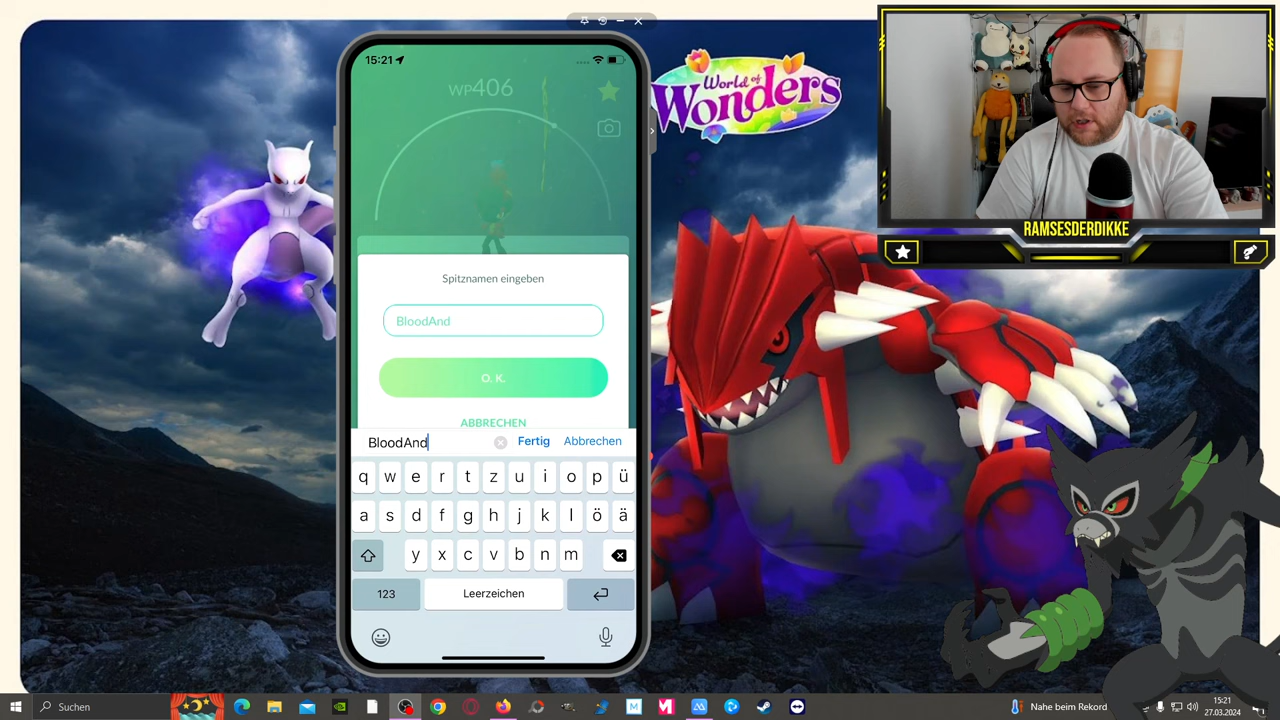 15:21
WP406
World of
Wonders
RAMSESDERDIKKE
Spitznamen eingeben
BloodAnd
O. K.
ABBRECHEN
BloodAnd
Fertig
Abbrechen
q w e r t z u i o p ü
a s d f g h j k l ö ä
y x c v b n m
123
Leerzeichen
Suchen
Nahe beim Rekord
15:21
27.03.2024